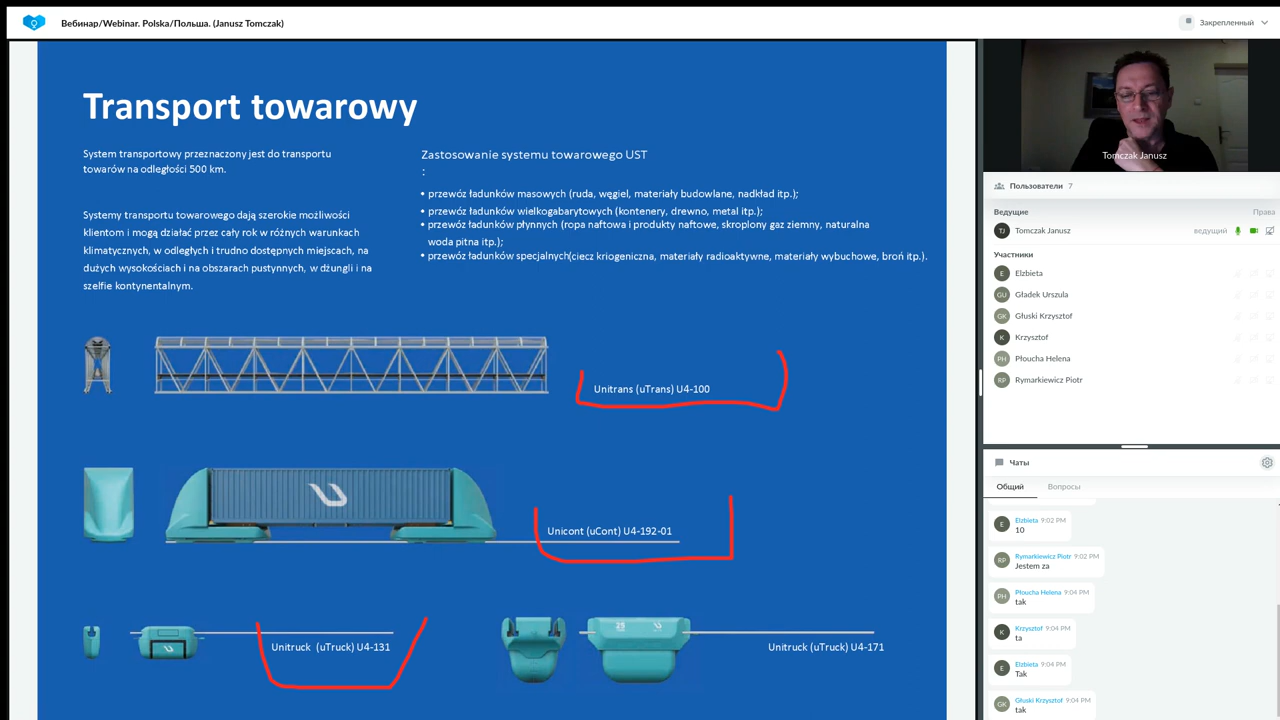 Вебинар/Webinar. Polska/Польша. (Janusz Tomczak)
Закрепленный
Transport towarowy
System transportowy przeznaczony jest do transportu
towarów na odległości 500 km.
Systemy transportu towarowego dają szerokie możliwości
klientom i mogą działać przez cały rok w różnych warunkach
klimatycznych, w odległych i trudno dostępnych miejscach, na
dużych wysokościach i na obszarach pustynnych, w dżungli i na
szelfie kontynentalnym.
Zastosowanie systemu towarowego UST
:
• przewóz ładunków masowych (ruda, węgiel, materiały budowlane, nadkład itp.);
• przewóz ładunków wielkogabarytowych (kontenery, drewno, metal itp.);
• przewóz ładunków płynnych (ropa naftowa i produkty naftowe, skroplony gaz ziemny, naturalna
woda pitna itp.);
• przewóz ładunków specjalnych(ciecz kriogeniczna, materiały radioaktywne, materiały wybuchowe, broń itp.).
Unitrans (uTrans) U4-100
Unicont (uCont) U4-192-01
Unitruck (uTruck) U4-131
Unitruck (uTruck) U4-171
Tomczak Janusz
Пользователи 7
Ведущие Права
TJ Tomczak Janusz ведущий
Участники
E Elzbieta
GU Gładek Urszula
GK Głuski Krzysztof
K Krzysztof
PH Płoucha Helena
RP Rymarkiewicz Piotr
Чаты
Общий Вопросы
E Elzbieta 9:02 PM
10
RP Rymarkiewicz Piotr 9:02 PM
Jestem za
PH Płoucha Helena 9:04 PM
tak
K Krzysztof 9:04 PM
ta
E Elzbieta 9:04 PM
Tak
GK Głuski Krzysztof 9:04 PM
tak